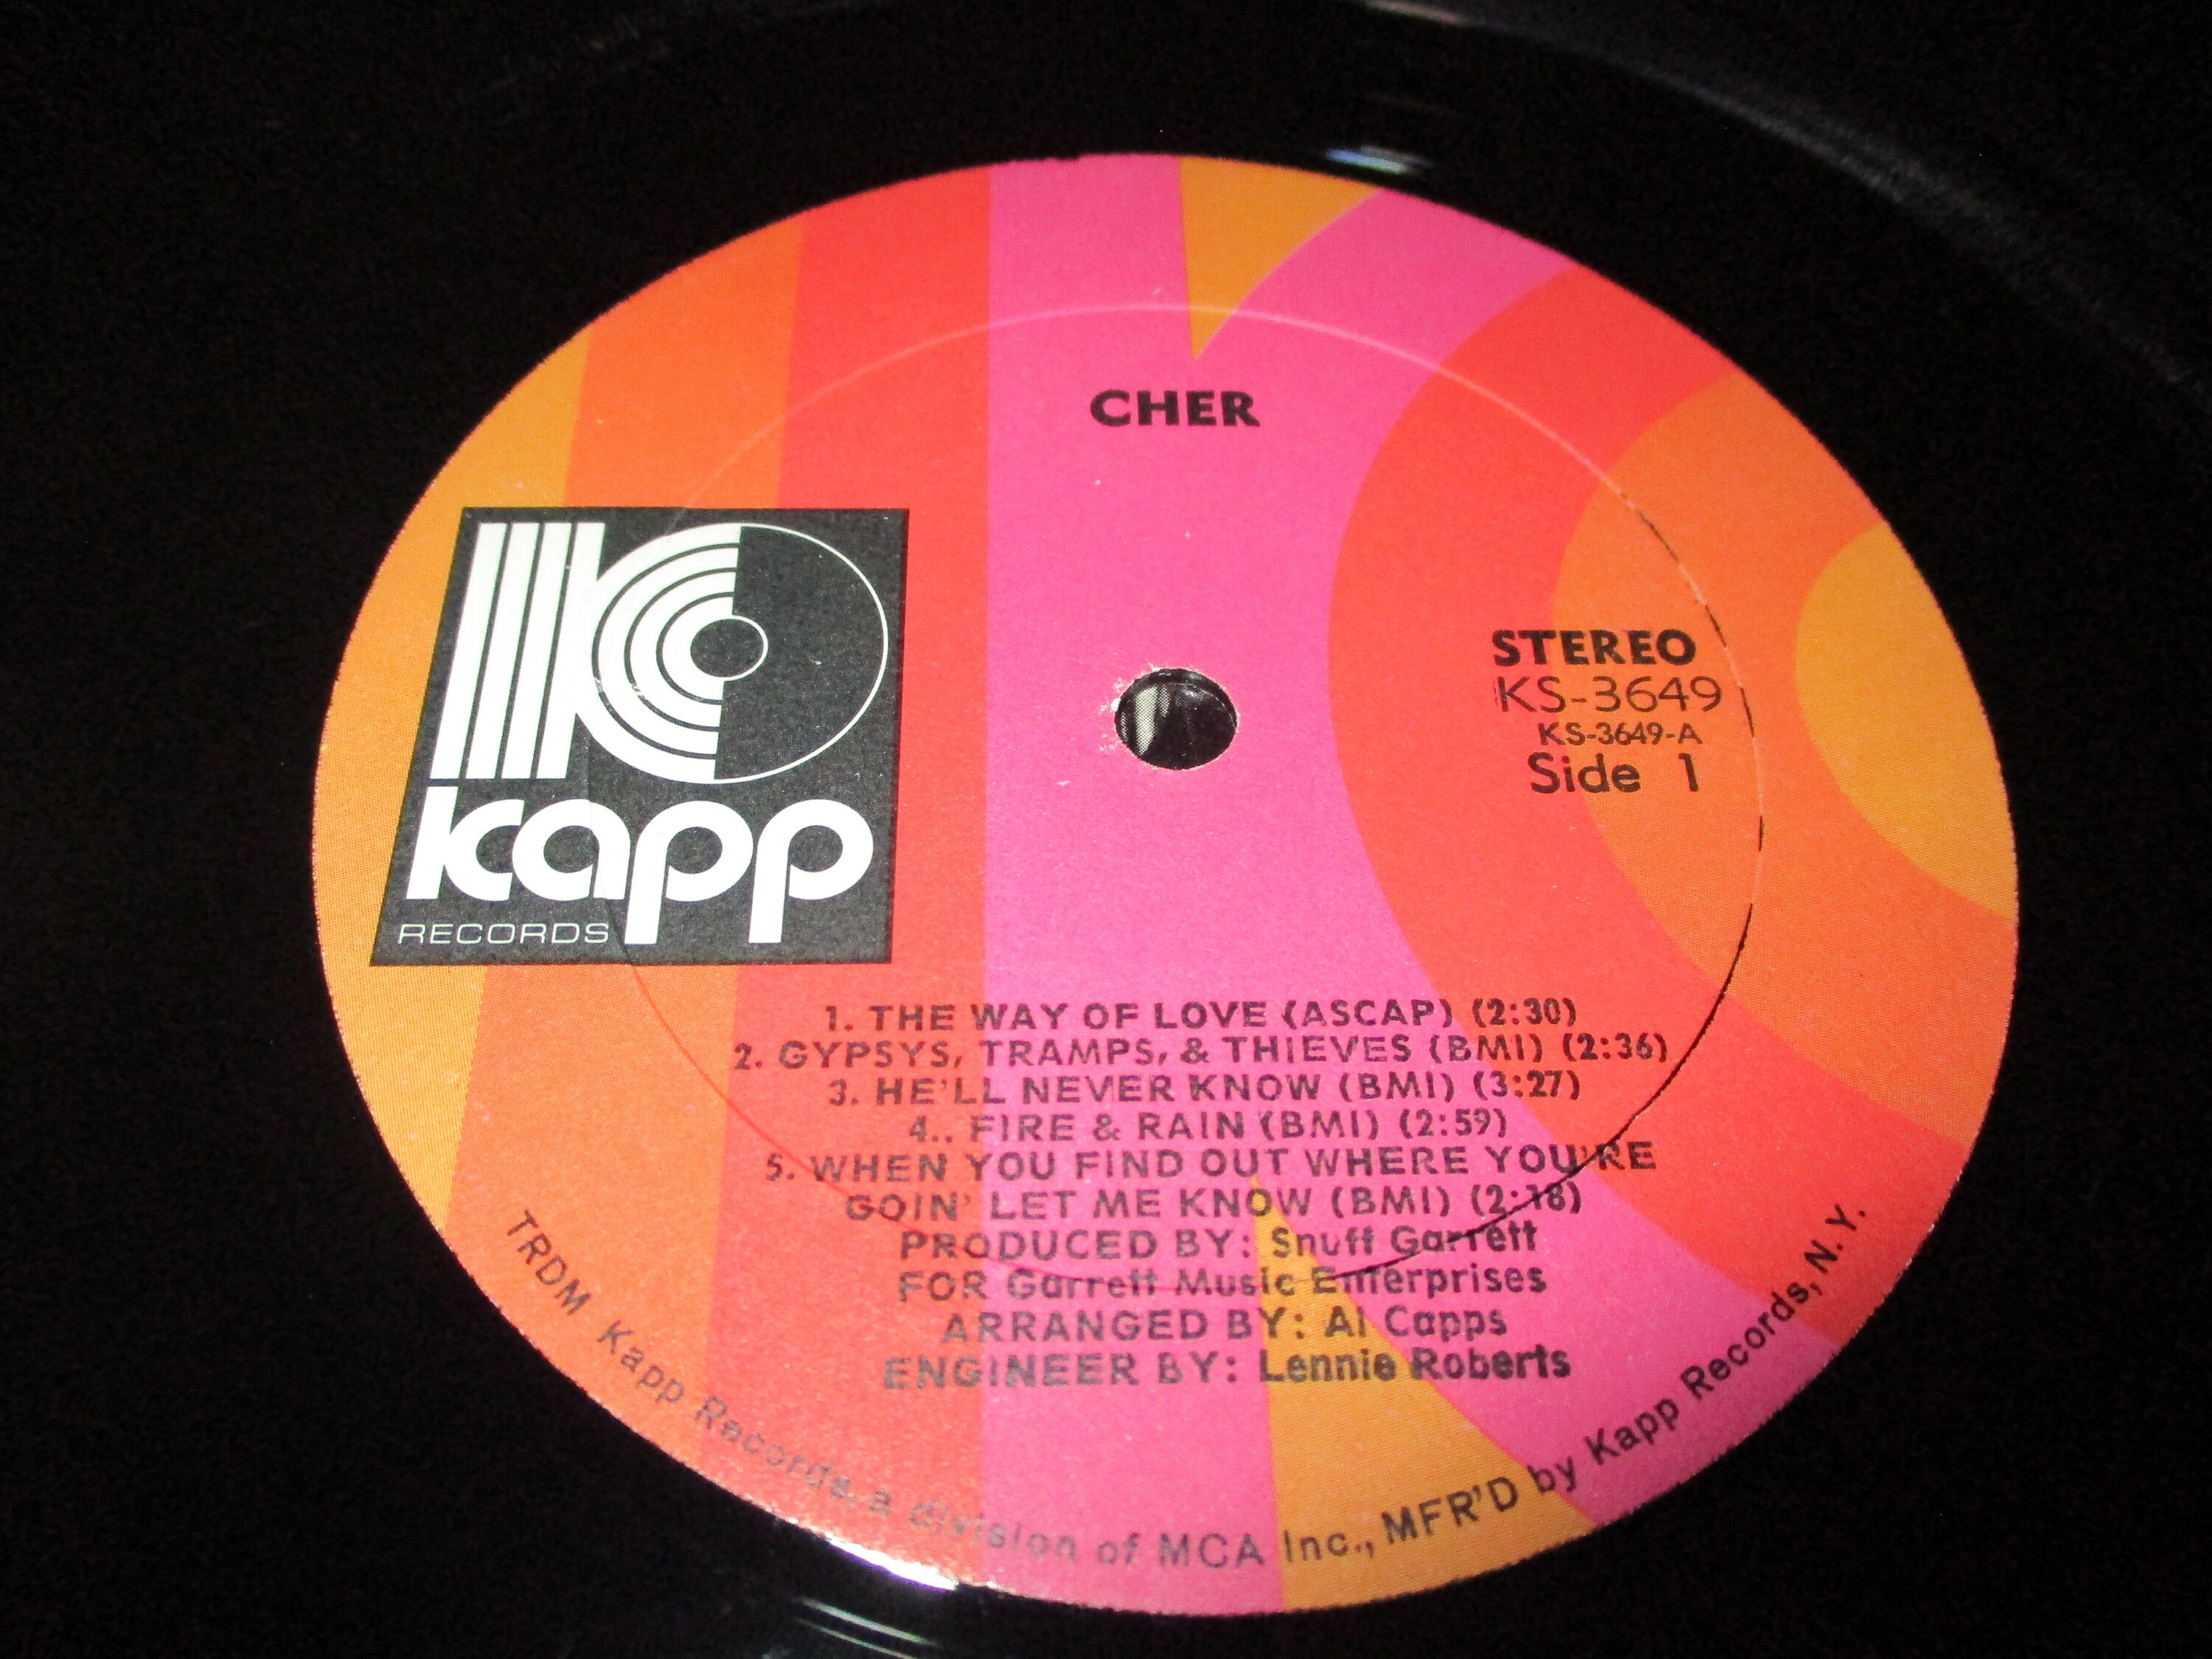 CHER
kapp
RECORDS
STEREO
KS-3649
KS-3649-A
Side 1
1. THE WAY OF LOVE (ASCAP) (2:30)
2. GYPSYS, TRAMPS, & THIEVES (BMI) (2:36)
3. HE'LL NEVER KNOW (BMI) (3:27)
4.. FIRE & RAIN (BMI) (2:59)
5. WHEN YOU FIND OUT WHERE YOU'RE
GOIN' LET ME KNOW (BMI) (2:18)
PRODUCED BY: Snuff Garrett
FOR Garrett Music Enterprises
ARRANGED BY: Al Capps
ENGINEER BY: Lennie Roberts
TRDM Kapp Records, a division of MCA Inc., MFR'D by Kapp Records, N.Y.